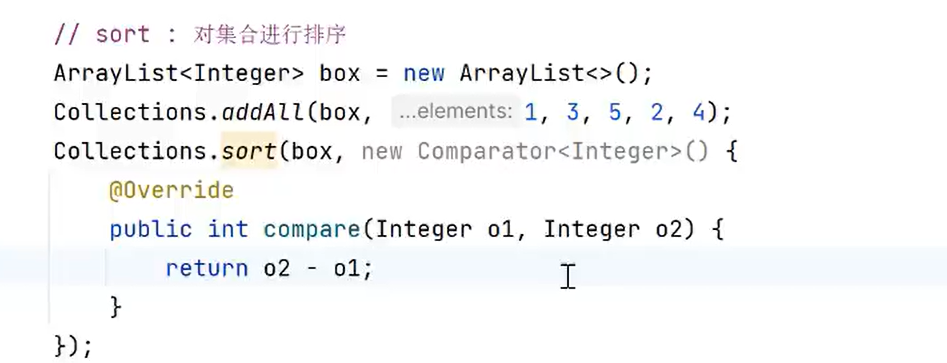 // sort : 对集合进行排序
ArrayList<Integer> box = new ArrayList<>();
Collections.addAll(box, ...elements: 1, 3, 5, 2, 4);
Collections.sort(box, new Comparator<Integer>() {
    @Override
    public int compare(Integer o1, Integer o2) {
        return o2 - o1;
    }
});